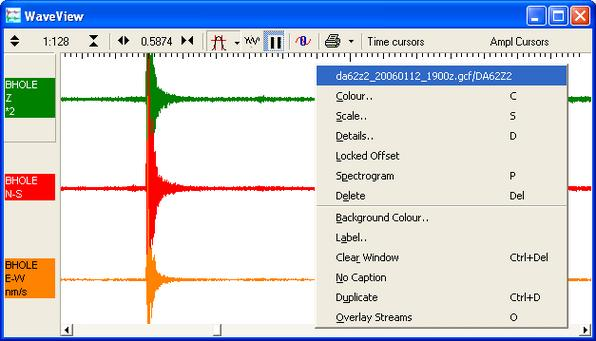 WaveView
1:128 0.5874 Time cursors Ampl Cursors
BHOLE
Z
*2
BHOLE
N-S
BHOLE
E-W
nm/s
da62z2_20060112_1900z.gcf/DA62Z2
Colour.. C
Scale.. S
Details.. D
Locked Offset
Spectrogram P
Delete Del
Background Colour..
Label..
Clear Window Ctrl+Del
No Caption
Duplicate Ctrl+D
Overlay Streams O